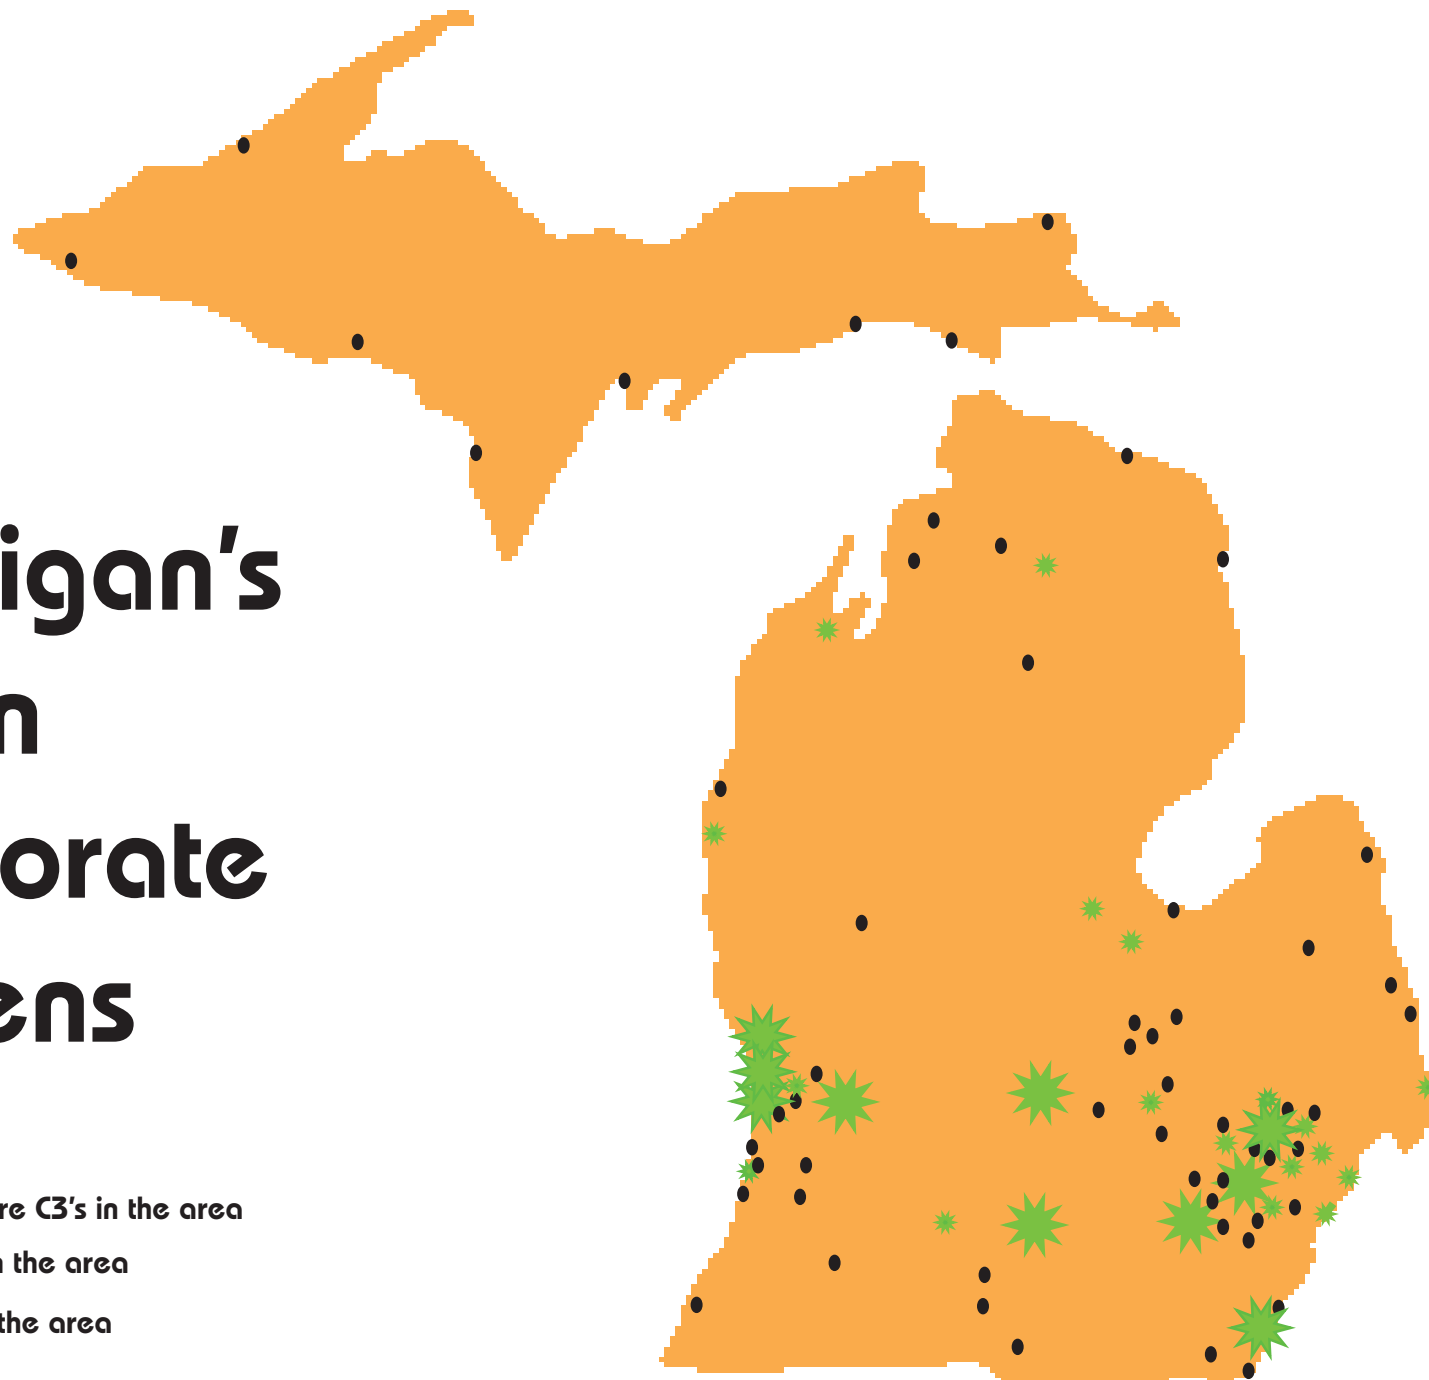 igan's
n
orate
ens
re C3's in the area
n the area
the area